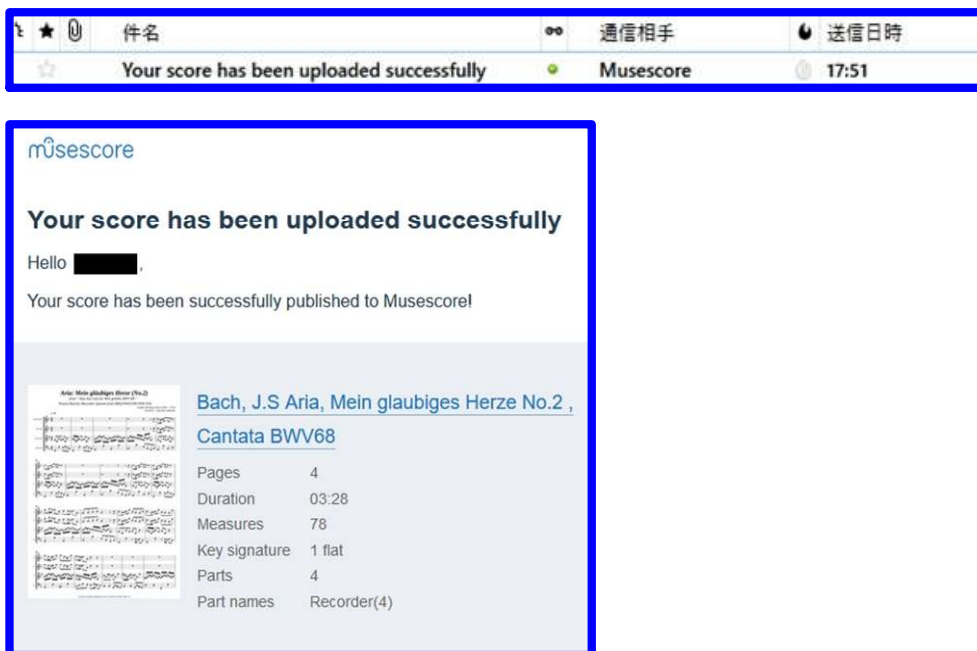 件名 通信相手 送信日時
Your score has been uploaded successfully Musescore 17:51
musescore
Your score has been uploaded successfully
Hello ,
Your score has been successfully published to Musescore!
Aria: Mein gläubiges Herze (No.2)
Bach, J.S Aria, Mein glaubiges Herze No.2 ,
Cantata BWV68
Pages 4
Duration 03:28
Measures 78
Key signature 1 flat
Parts 4
Part names Recorder(4)